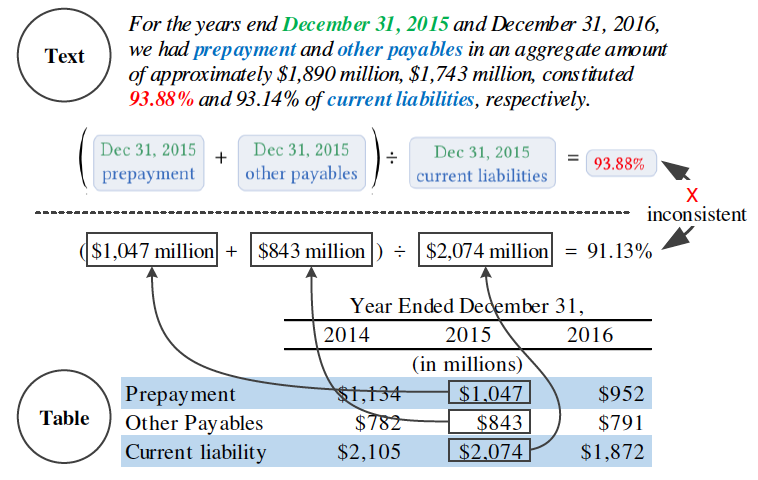 Text
For the years end December 31, 2015 and December 31, 2016,
we had prepayment and other payables in an aggregate amount
of approximately $1,890 million, $1,743 million, constituted
93.88% and 93.14% of current liabilities, respectively.
( Dec 31, 2015 prepayment + Dec 31, 2015 other payables ) ÷ Dec 31, 2015 current liabilities = 93.88%
X
inconsistent
( $1,047 million + $843 million ) ÷ $2,074 million = 91.13%
Year Ended December 31,
2014 2015 2016
(in millions)
Table
Prepayment $1,134 $1,047 $952
Other Payables $782 $843 $791
Current liability $2,105 $2,074 $1,872